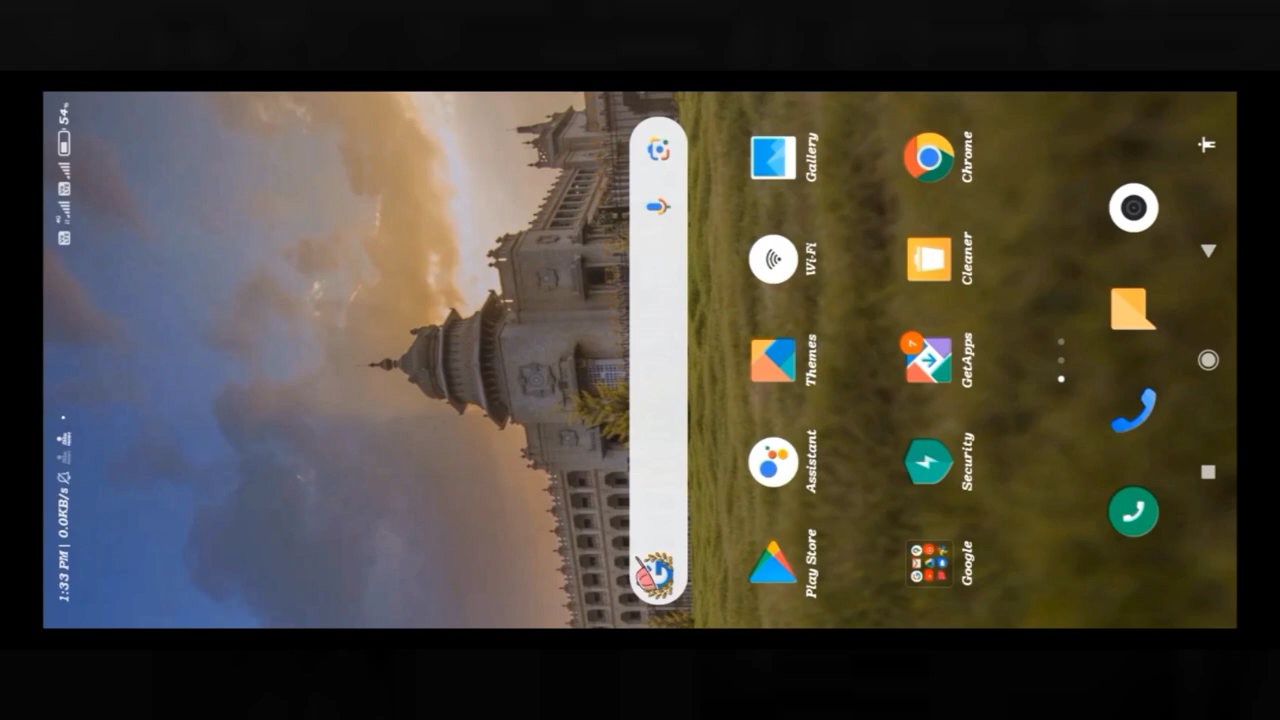 1:33 PM | 0.0KB/s
4G
54%
Play Store
Assistant
Themes
Wi-Fi
Gallery
Google
Security
GetApps
7
Cleaner
Chrome